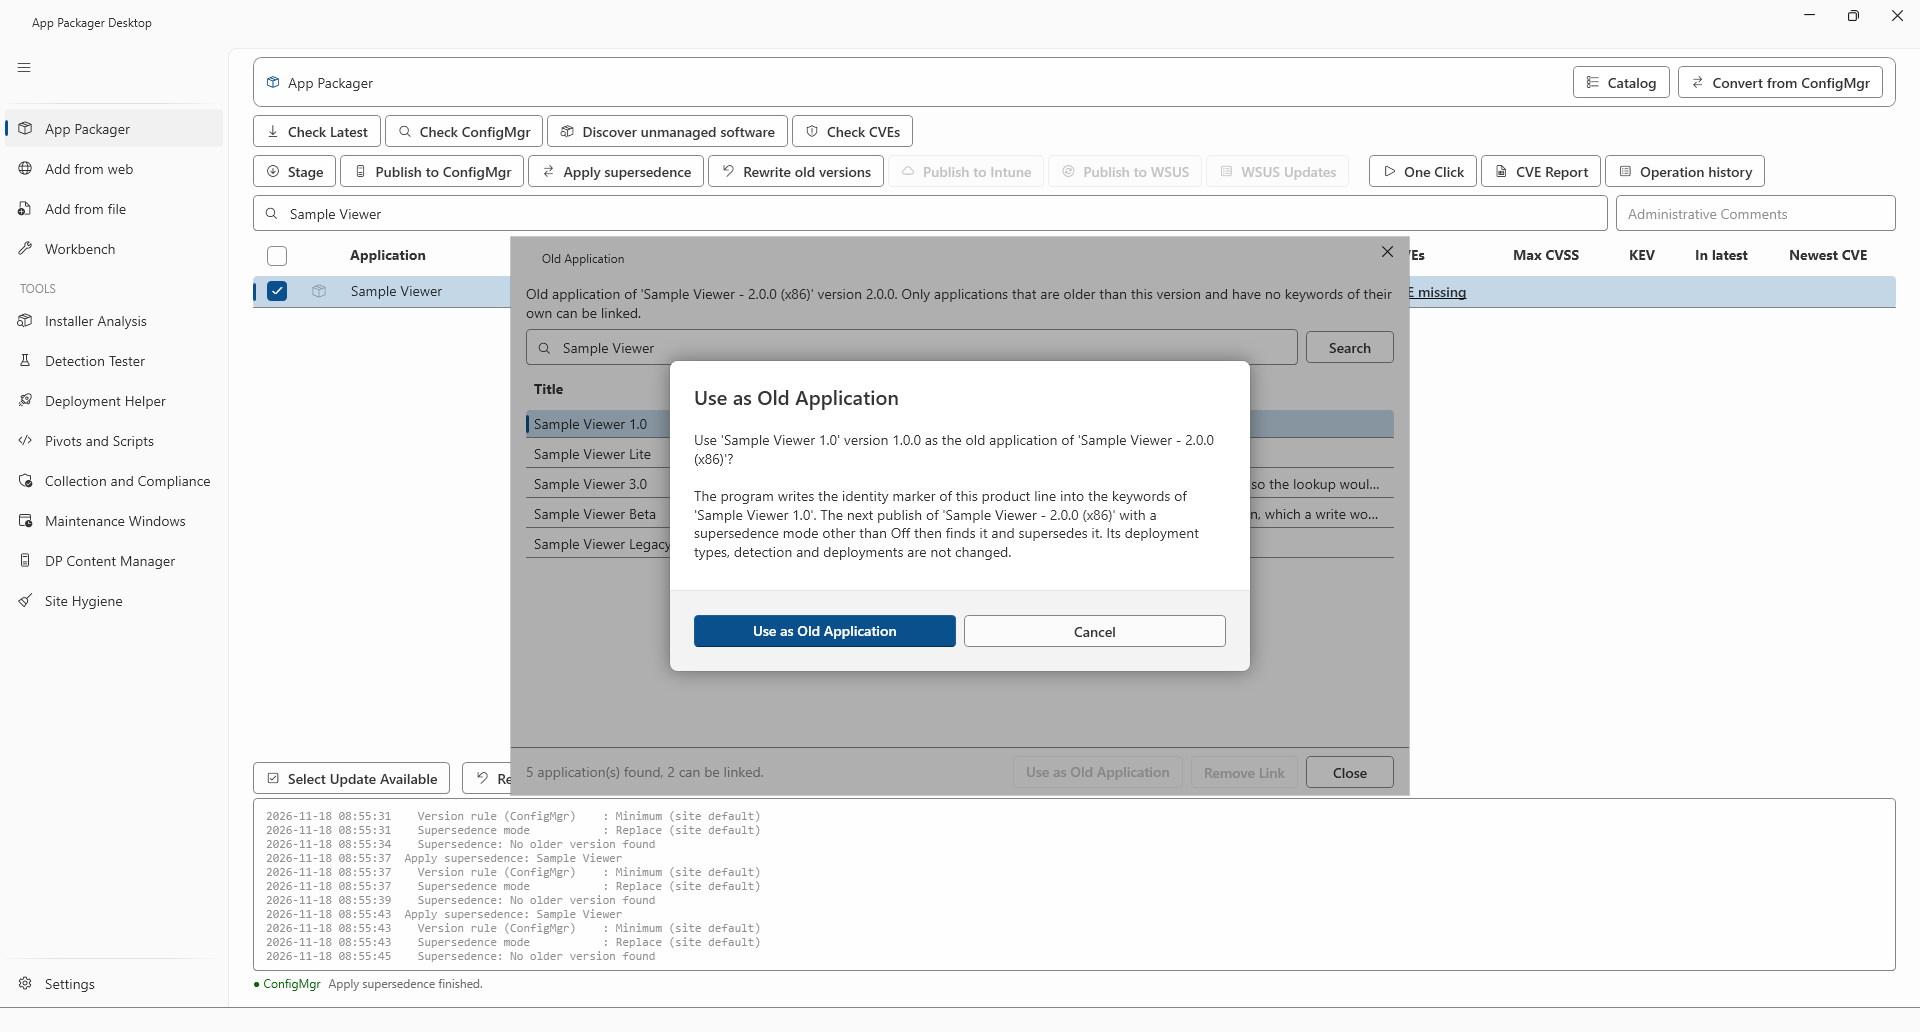 App Packager Desktop
App Packager
Catalog
Convert from ConfigMgr
App Packager
Add from web
Add from file
Workbench
TOOLS
Installer Analysis
Detection Tester
Deployment Helper
Pivots and Scripts
Collection and Compliance
Maintenance Windows
DP Content Manager
Site Hygiene
Settings
Check Latest
Check ConfigMgr
Discover unmanaged software
Check CVEs
Stage
Publish to ConfigMgr
Apply supersedence
Rewrite old versions
Publish to Intune
Publish to WSUS
WSUS Updates
One Click
CVE Report
Operation history
Sample Viewer
Administrative Comments
Application
Max CVSS
KEV
In latest
Newest CVE
Sample Viewer
missing
Old Application
Old application of 'Sample Viewer - 2.0.0 (x86)' version 2.0.0. Only applications that are older than this version and have no keywords of their
own can be linked.
Sample Viewer
Search
Title
Sample Viewer 1.0
Sample Viewer Lite
Sample Viewer 3.0
so the lookup woul...
Sample Viewer Beta
, which a write wo...
Sample Viewer Legacy
Use as Old Application
Use 'Sample Viewer 1.0' version 1.0.0 as the old application of 'Sample Viewer - 2.0.0
(x86)'?
The program writes the identity marker of this product line into the keywords of
'Sample Viewer 1.0'. The next publish of 'Sample Viewer - 2.0.0 (x86)' with a
supersedence mode other than Off then finds it and supersedes it. Its deployment
types, detection and deployments are not changed.
Use as Old Application
Cancel
5 application(s) found, 2 can be linked.
Use as Old Application
Remove Link
Close
Select Update Available
Re
2026-11-18 08:55:31 Version rule (ConfigMgr) : Minimum (site default)
2026-11-18 08:55:31 Supersedence mode : Replace (site default)
2026-11-18 08:55:34 Supersedence: No older version found
2026-11-18 08:55:37 Apply supersedence: Sample Viewer
2026-11-18 08:55:37 Version rule (ConfigMgr) : Minimum (site default)
2026-11-18 08:55:37 Supersedence mode : Replace (site default)
2026-11-18 08:55:39 Supersedence: No older version found
2026-11-18 08:55:43 Apply supersedence: Sample Viewer
2026-11-18 08:55:43 Version rule (ConfigMgr) : Minimum (site default)
2026-11-18 08:55:43 Supersedence mode : Replace (site default)
2026-11-18 08:55:45 Supersedence: No older version found
ConfigMgr Apply supersedence finished.